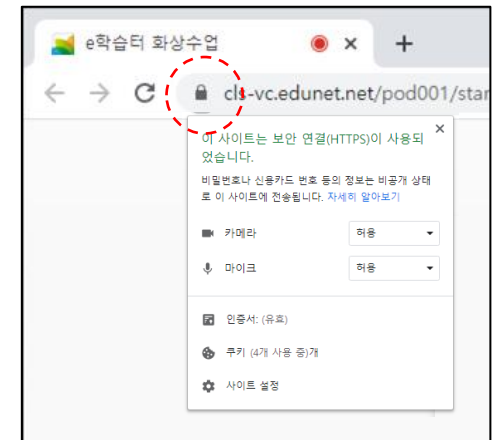 e학습터 화상수업
cls-vc.edunet.net/pod001/star
이 사이트는 보안 연결(HTTPS)이 사용되
었습니다.
비밀번호나 신용카드 번호 등의 정보는 비공개 상태
로 이 사이트에 전송됩니다. 자세히 알아보기
카메라 허용
마이크 허용
인증서: (유효)
쿠키 (4개 사용 중)개
사이트 설정